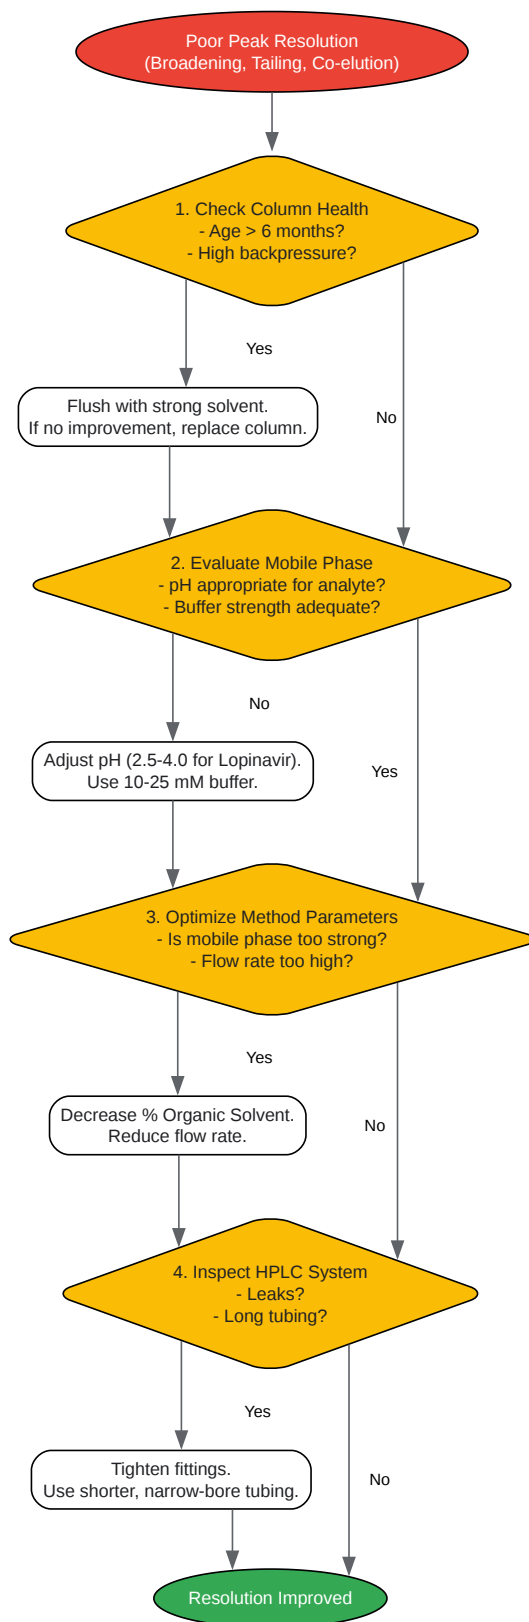 Poor Peak Resolution
(Broadening, Tailing, Co-elution)
1. Check Column Health
- Age > 6 months?
- High backpressure?
Yes
No
Flush with strong solvent.
If no improvement, replace column.
2. Evaluate Mobile Phase
- pH appropriate for analyte?
- Buffer strength adequate?
No
Yes
Adjust pH (2.5-4.0 for Lopinavir).
Use 10-25 mM buffer.
3. Optimize Method Parameters
- Is mobile phase too strong?
- Flow rate too high?
Yes
No
Decrease % Organic Solvent.
Reduce flow rate.
4. Inspect HPLC System
- Leaks?
- Long tubing?
Yes
No
Tighten fittings.
Use shorter, narrow-bore tubing.
Resolution Improved